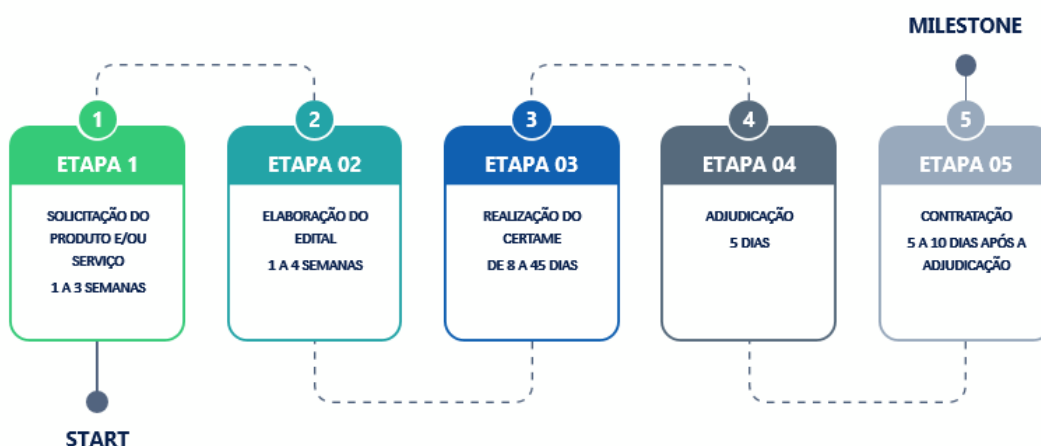 MILESTONE
1
2
3
4
5
ETAPA 1
ETAPA 02
ETAPA 03
ETAPA 04
ETAPA 05
SOLICITAÇÃO DO
PRODUTO E/OU
SERVIÇO
1 A 3 SEMANAS
ELABORAÇÃO DO
EDITAL
1 A 4 SEMANAS
REALIZAÇÃO DO
CERTAME
DE 8 A 45 DIAS
ADJUDICAÇÃO
5 DIAS
CONTRATAÇÃO
5 A 10 DIAS APÓS A
ADJUDICAÇÃO
START